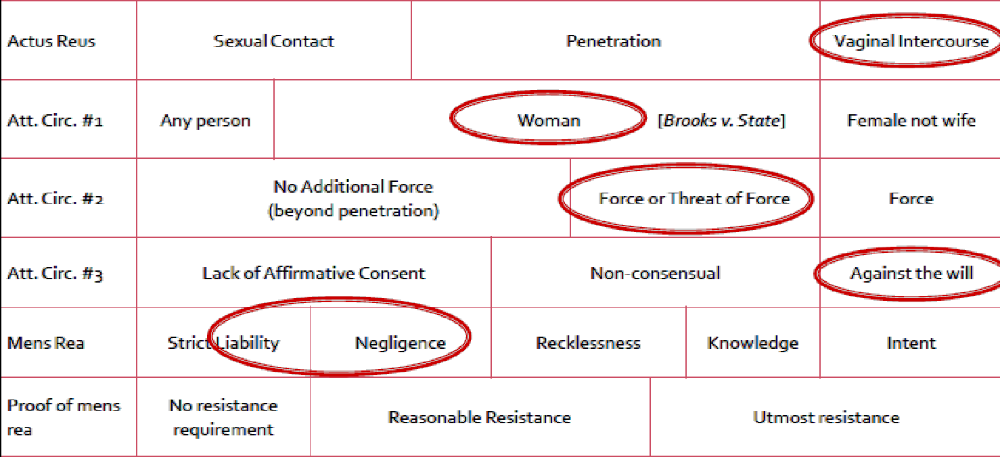 Actus Reus
Sexual Contact
Penetration
Vaginal Intercourse
Att. Circ. #1
Any person
Woman
[Brooks v. State]
Female not wife
Att. Circ. #2
No Additional Force
(beyond penetration)
Force or Threat of Force
Force
Att. Circ. #3
Lack of Affirmative Consent
Non-consensual
Against the will
Mens Rea
Strict Liability
Negligence
Recklessness
Knowledge
Intent
Proof of mens
rea
No resistance
requirement
Reasonable Resistance
Utmost resistance